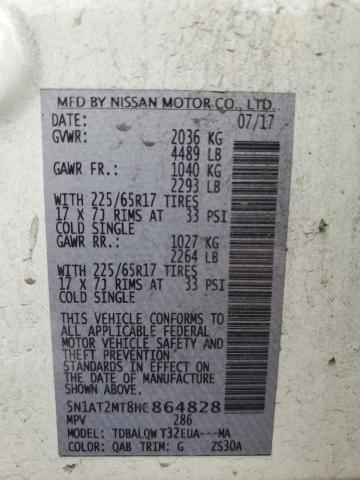 MFD BY NISSAN MOTOR CO., LTD.
DATE: 07/17
GVWR: 2036 KG
4489 LB
GAWR FR.: 1040 KG
2293 LB
WITH 225/65R17 TIRES
17 X 7J RIMS AT 33 PSI
COLD SINGLE
GAWR RR.: 1027 KG
2264 LB
WITH 225/65R17 TIRES
17 X 7J RIMS AT 33 PSI
COLD SINGLE
THIS VEHICLE CONFORMS TO
ALL APPLICABLE FEDERAL
MOTOR VEHICLE SAFETY AND
THEFT PREVENTION
STANDARDS IN EFFECT ON
THE DATE OF MANUFACTURE
SHOWN ABOVE.
5N1AT2MT8HC864828
MPV 286
MODEL: TDBALQW T32EUA---MA
COLOR: QAB TRIM: G ZS30A